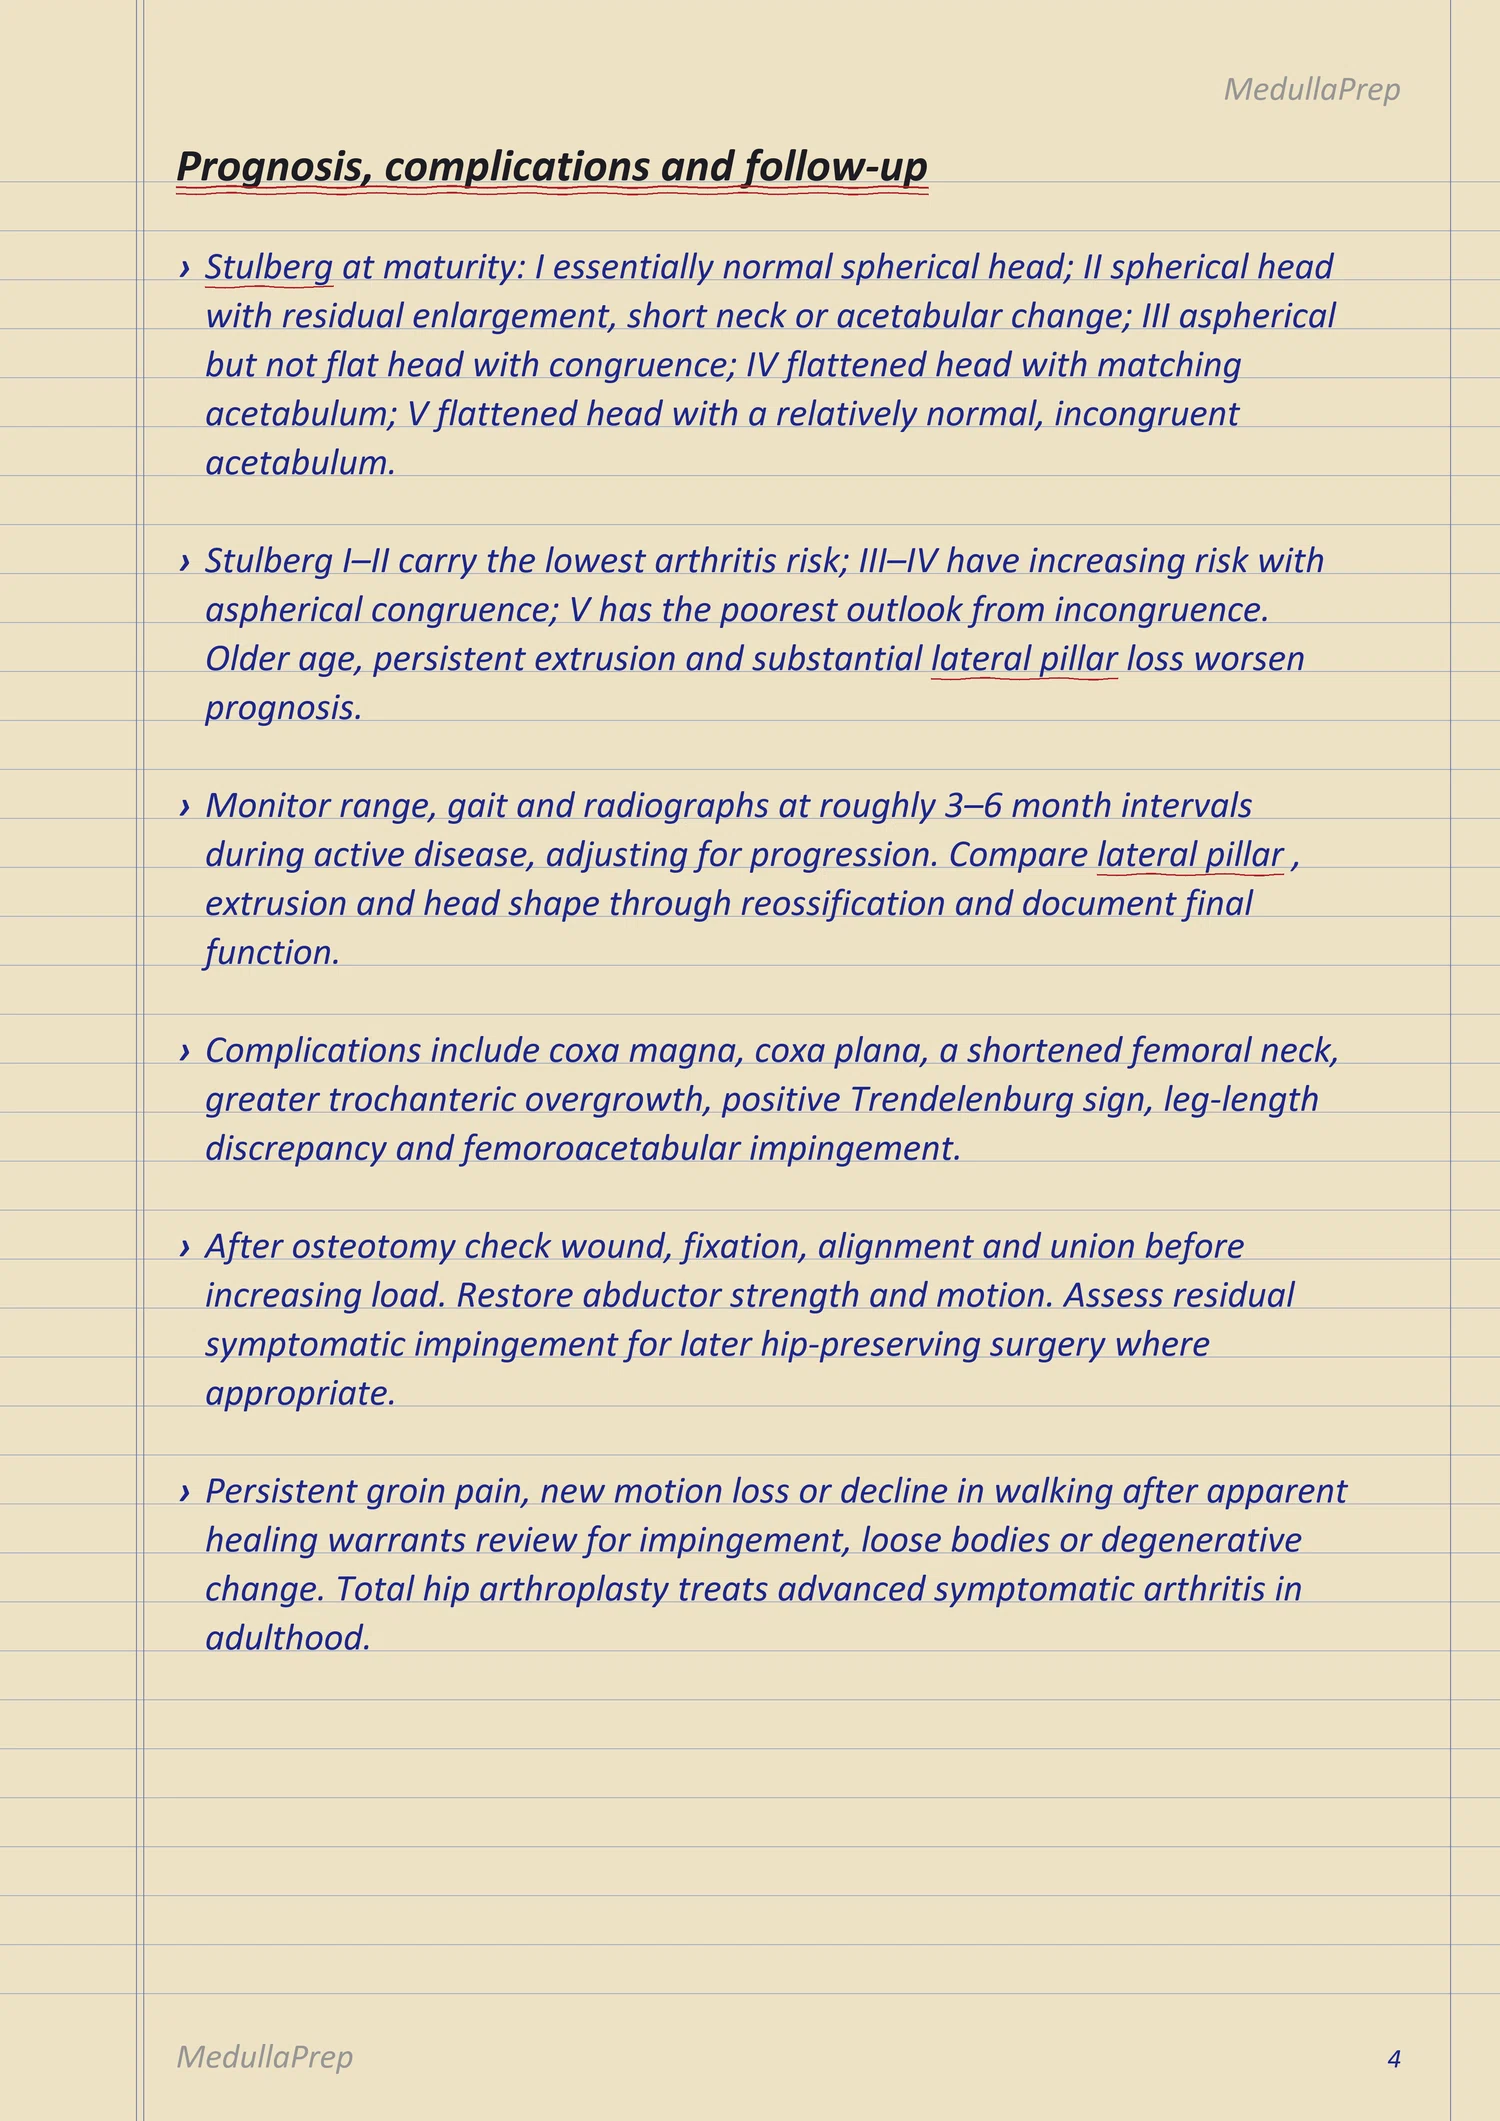 MedullaPrep
Prognosis, complications and follow-up
› Stulberg at maturity: I essentially normal spherical head; II spherical head
with residual enlargement, short neck or acetabular change; III aspherical
but not flat head with congruence; IV flattened head with matching
acetabulum; V flattened head with a relatively normal, incongruent
acetabulum.
› Stulberg I–II carry the lowest arthritis risk; III–IV have increasing risk with
aspherical congruence; V has the poorest outlook from incongruence.
Older age, persistent extrusion and substantial lateral pillar loss worsen
prognosis.
› Monitor range, gait and radiographs at roughly 3–6 month intervals
during active disease, adjusting for progression. Compare lateral pillar ,
extrusion and head shape through reossification and document final
function.
› Complications include coxa magna, coxa plana, a shortened femoral neck,
greater trochanteric overgrowth, positive Trendelenburg sign, leg-length
discrepancy and femoroacetabular impingement.
› After osteotomy check wound, fixation, alignment and union before
increasing load. Restore abductor strength and motion. Assess residual
symptomatic impingement for later hip-preserving surgery where
appropriate.
› Persistent groin pain, new motion loss or decline in walking after apparent
healing warrants review for impingement, loose bodies or degenerative
change. Total hip arthroplasty treats advanced symptomatic arthritis in
adulthood.
MedullaPrep
4